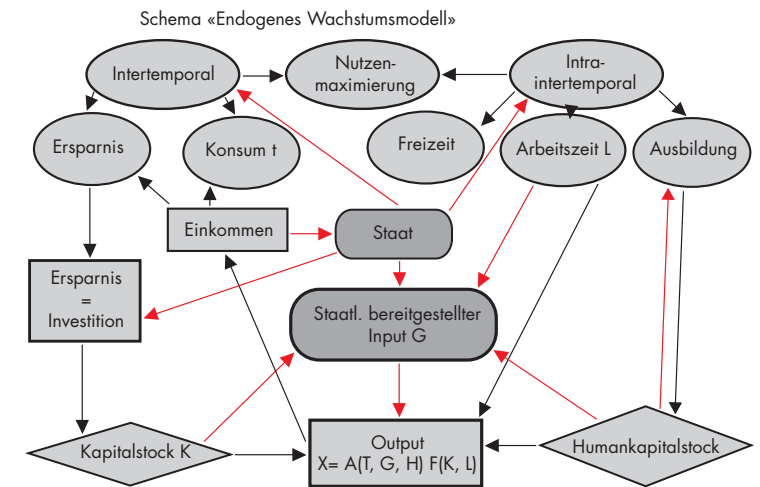 Schema «Endogenes Wachstumsmodell»
Intertemporal
Nutzen-
maximierung
Intra-
intertemporal
Ersparnis
Konsum t
Freizeit
Arbeitszeit L
Ausbildung
Einkommen
Staat
Ersparnis
=
Investition
Staatl. bereitgestellter
Input G
Kapitalstock K
Output
X= A(T, G, H) F(K, L)
Humankapitalstock